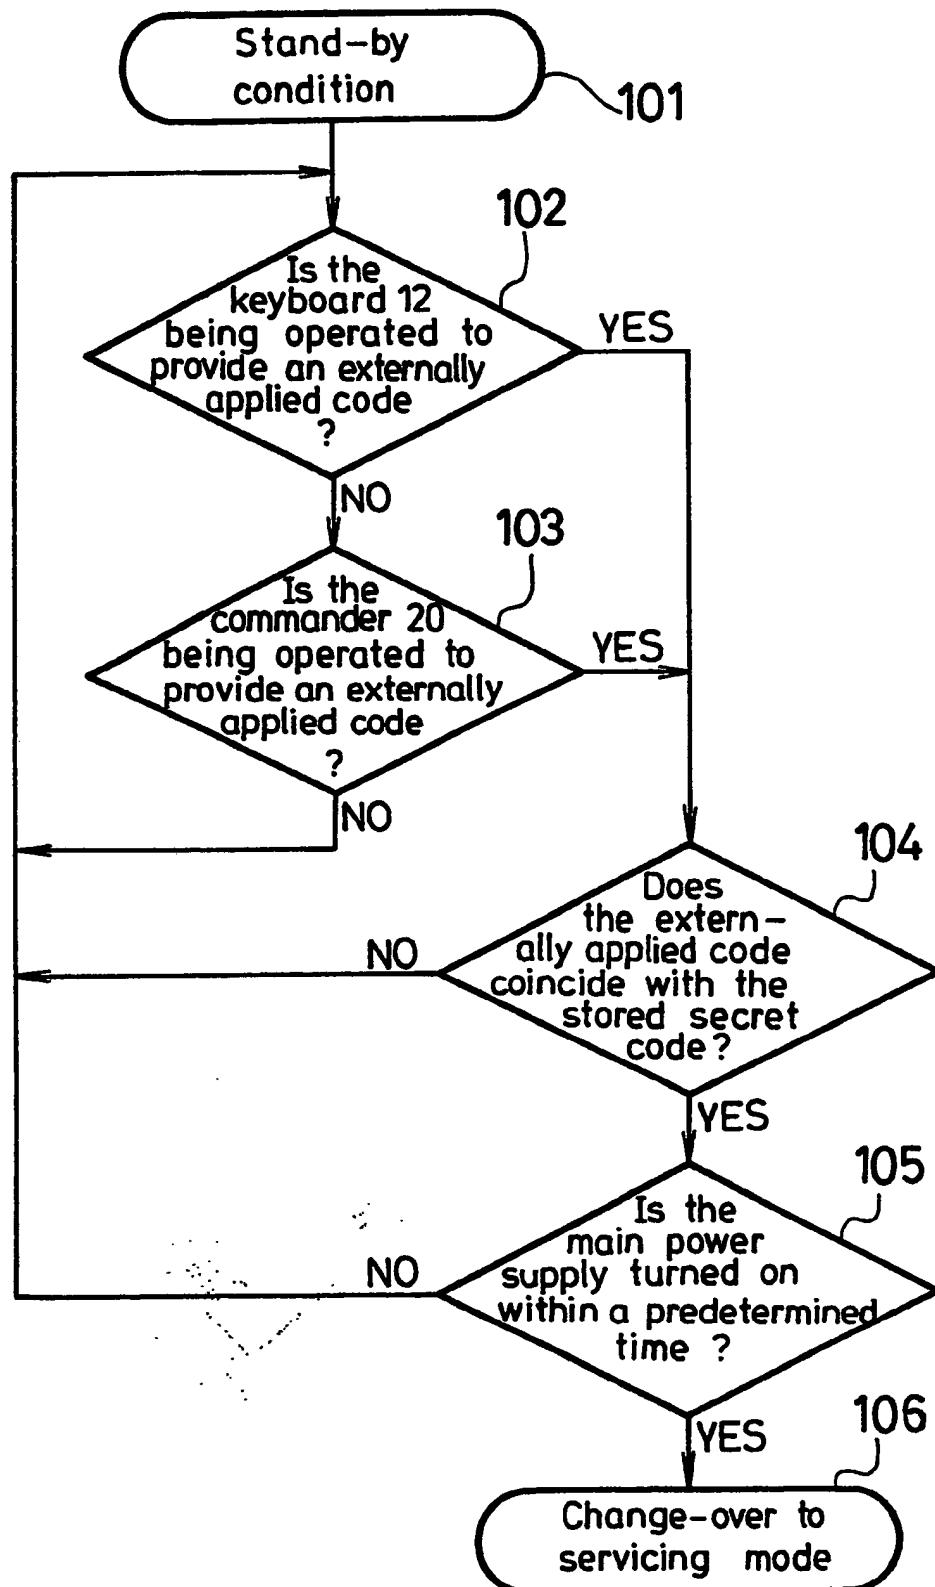 Stand-by
condition
101
102
Is the
keyboard 12
being operated to
provide an externally
applied code
?
YES
NO
103
Is the
commander 20
being operated to
provide an externally
applied code
?
YES
NO
104
Does
the extern-
ally applied code
coincide with the
stored secret
code?
NO
YES
105
Is the
main power
supply turned on
within a predetermined
time ?
NO
YES
106
Change-over to
servicing mode